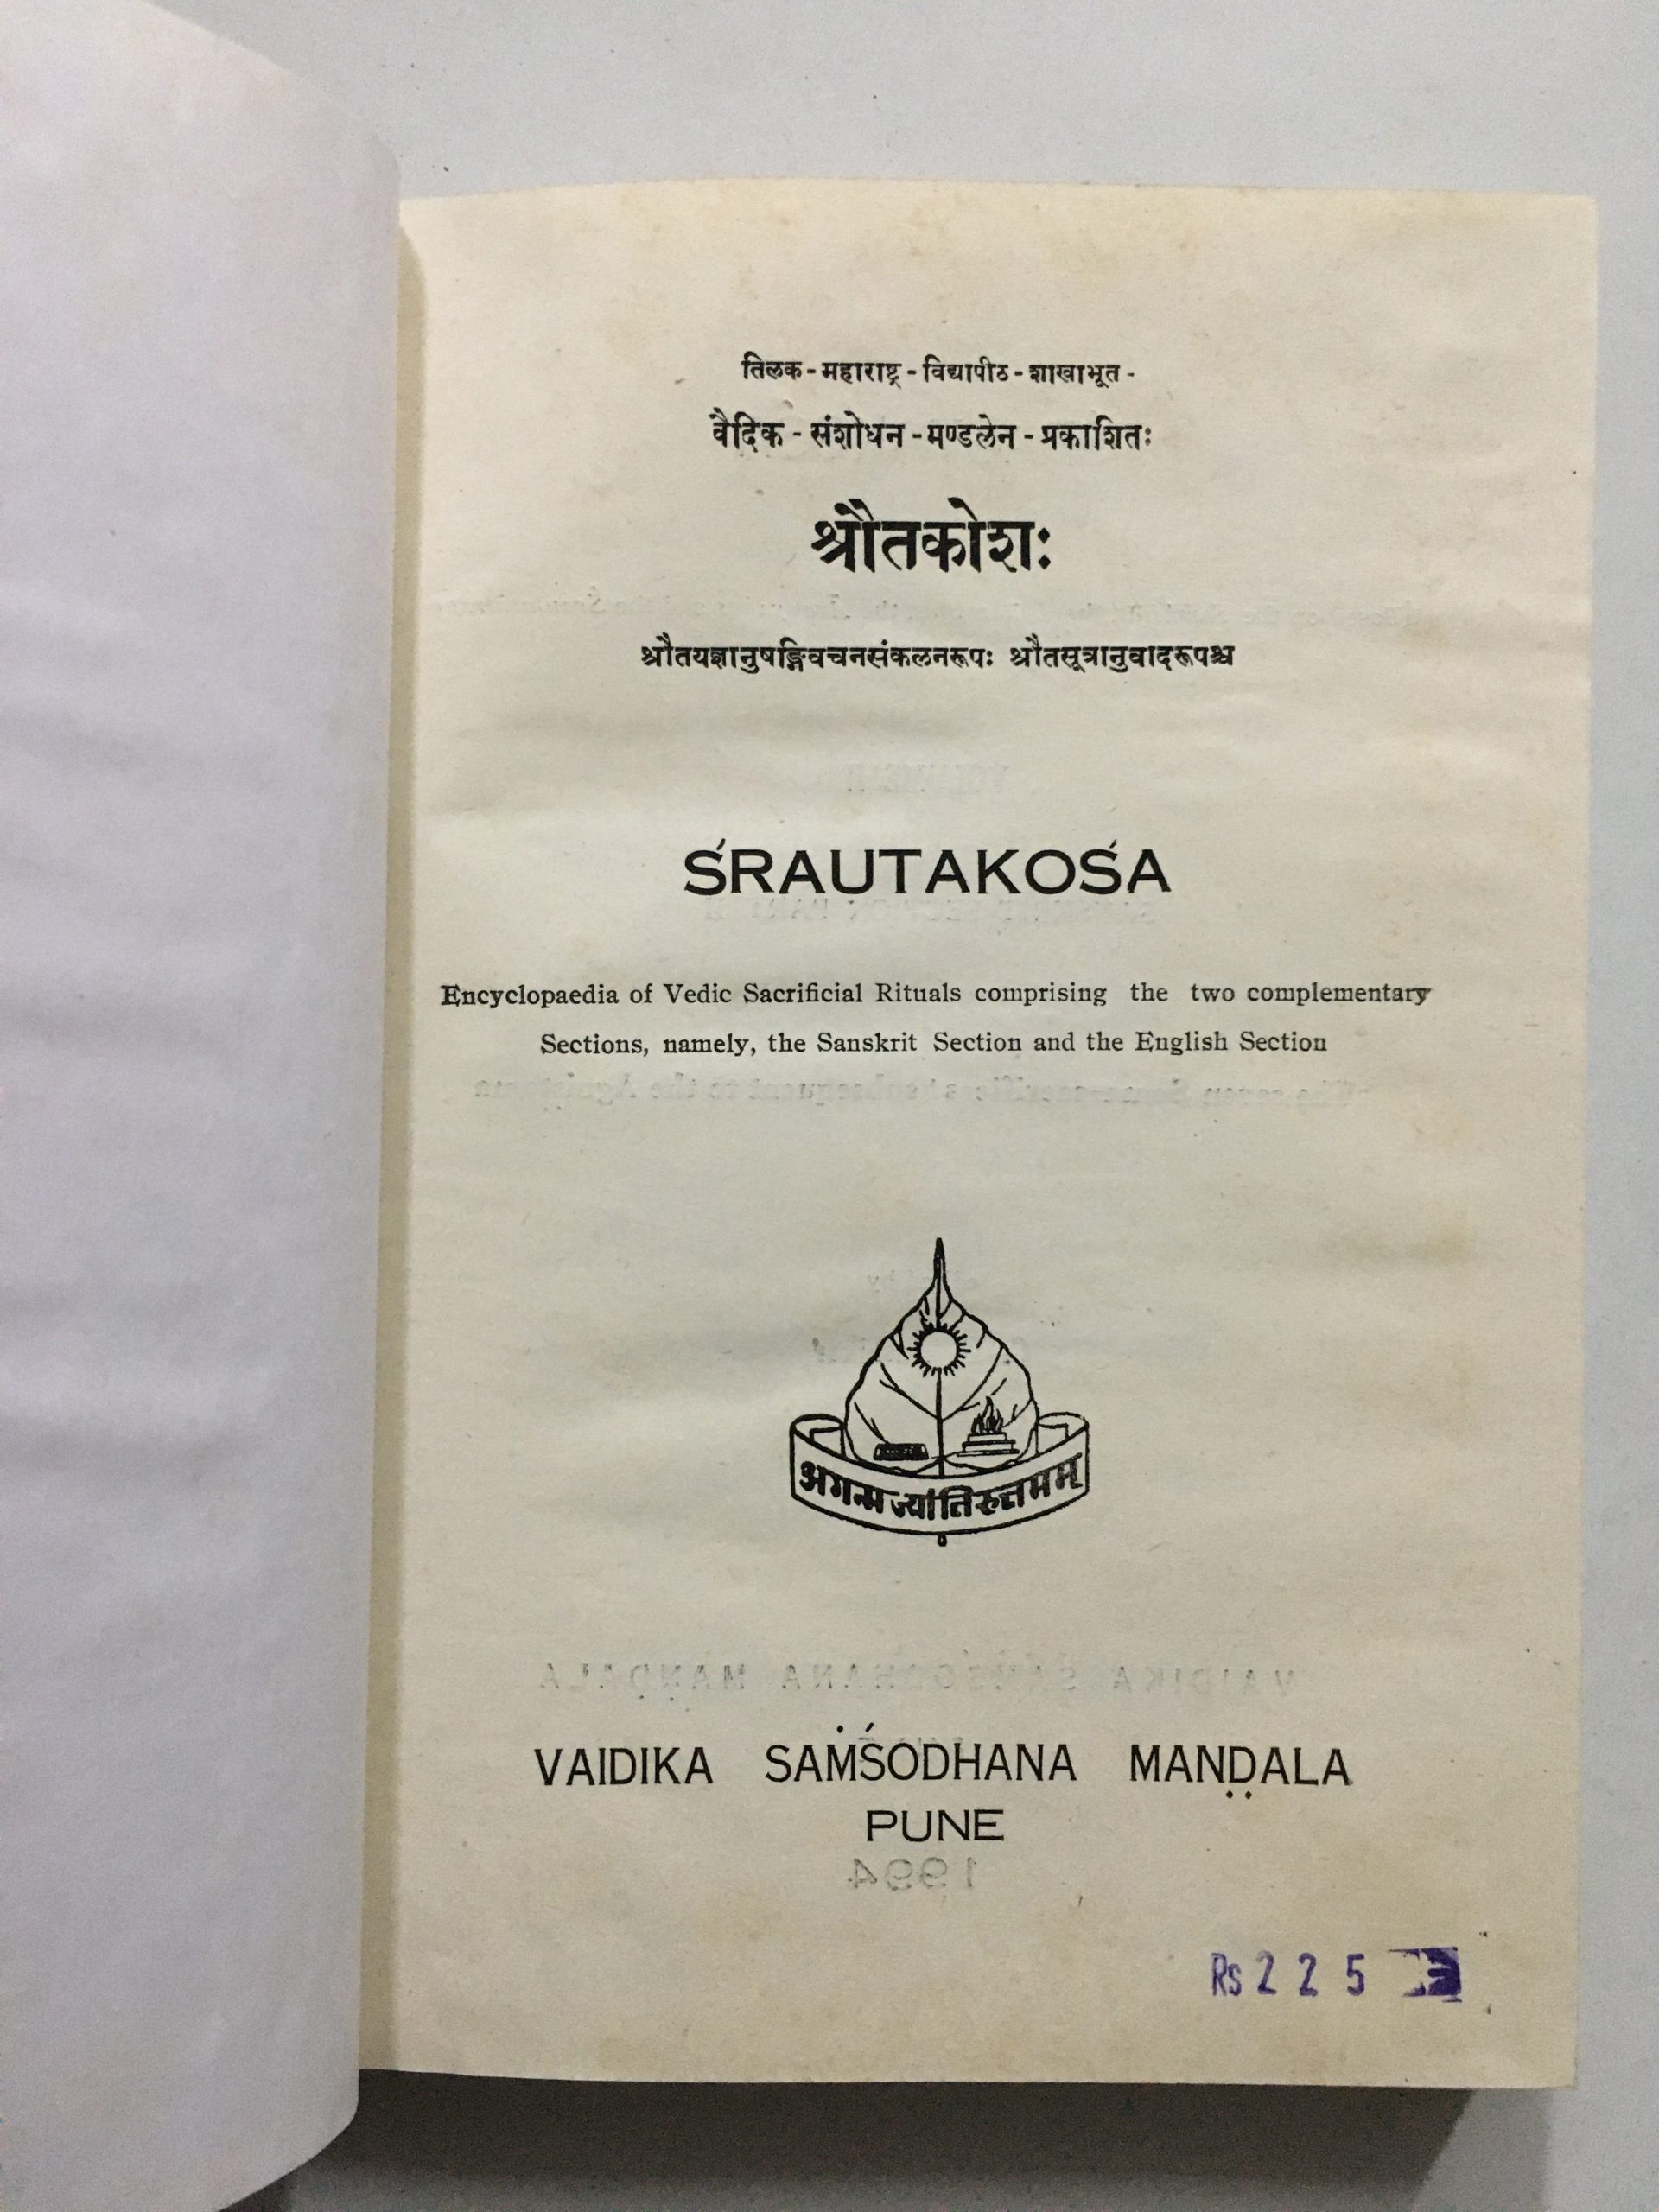 तिलक - महाराष्ट्र - विद्यापीठ - शाखाभूत -
वैदिक - संशोधन - मण्डलेन - प्रकाशितः
श्रौतकोशः
श्रौतयज्ञानुषङ्गिवचनसंकलनरूपः श्रौतसूत्रानुवादरूपश्च
ŚRAUTAKOŚA
Encyclopaedia of Vedic Sacrificial Rituals comprising the two complementary
Sections, namely, the Sanskrit Section and the English Section
अगन्म ज्योतिरुत्तमम्
VAIDIKA SAṀŚODHANA MAṆḌALA
PUNE
1994
Rs 2 2 5